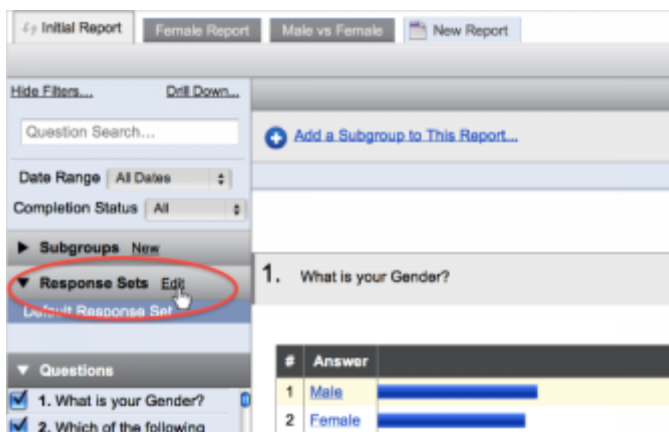 Initial Report Female Report Male vs Female New Report
Hide Filters... Drill Down...
Question Search...
Add a Subgroup to This Report...
Date Range All Dates
Completion Status All
Subgroups New
Response Sets Edit
1. What is your Gender?
Default Response Set
Questions
# Answer
1. What is your Gender?
1 Male
2. Which of the following
2 Female